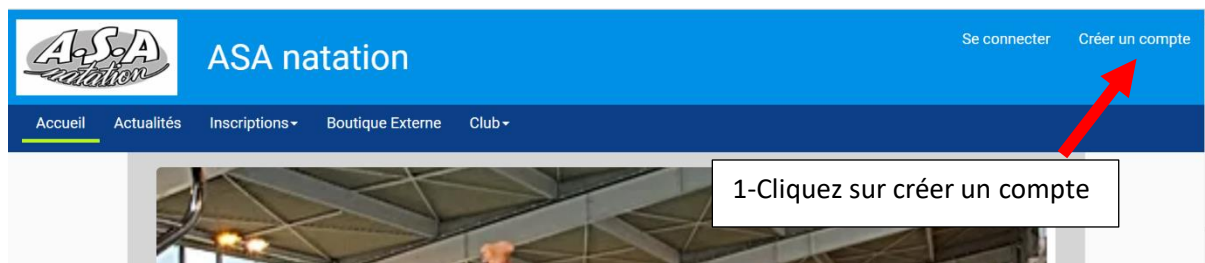 A.S.A
natation
ASA natation
Se connecter Créer un compte
Accueil Actualités Inscriptions Boutique Externe Club
1-Cliquez sur créer un compte